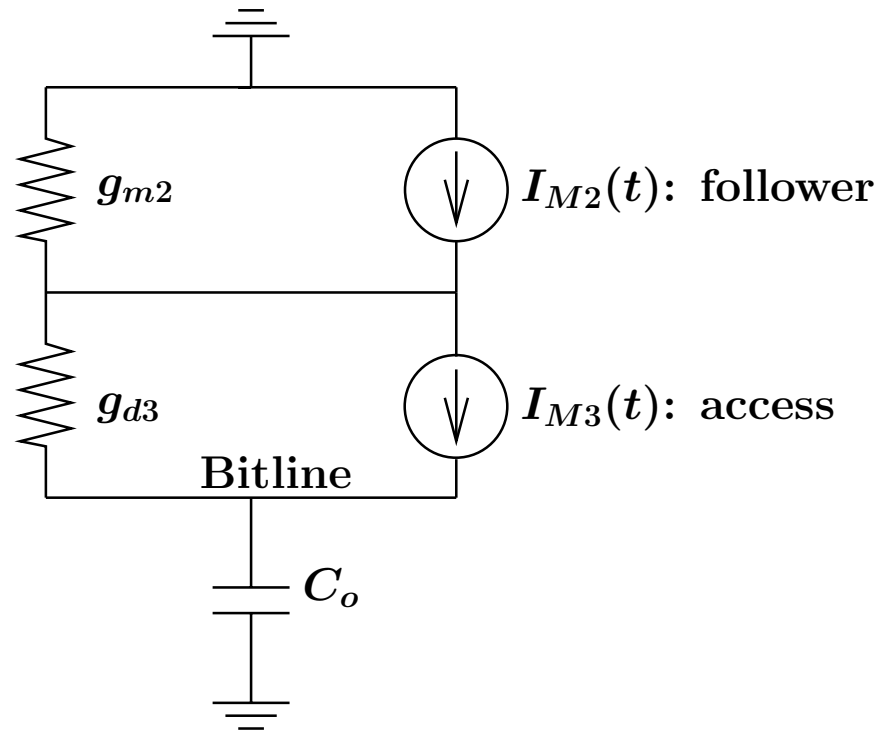 g_{m2}
I_{M2}(t): follower
g_{d3}
I_{M3}(t): access
Bitline
C_o